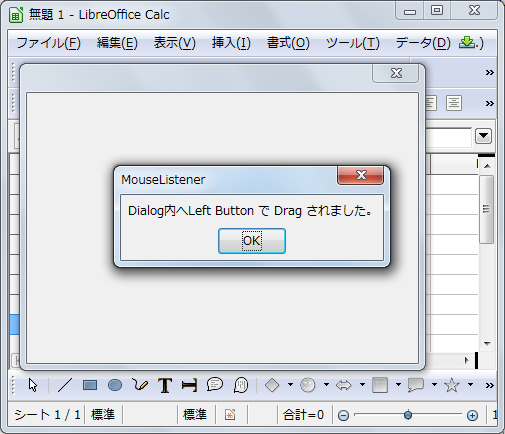 無題 1 - LibreOffice Calc
ファイル(F) 編集(E) 表示(V) 挿入(I) 書式(O) ツール(T) データ(D) .)
MouseListener
Dialog内へLeft Button で Drag されました。
OK
シート 1 / 1 標準 標準 合計=0 1